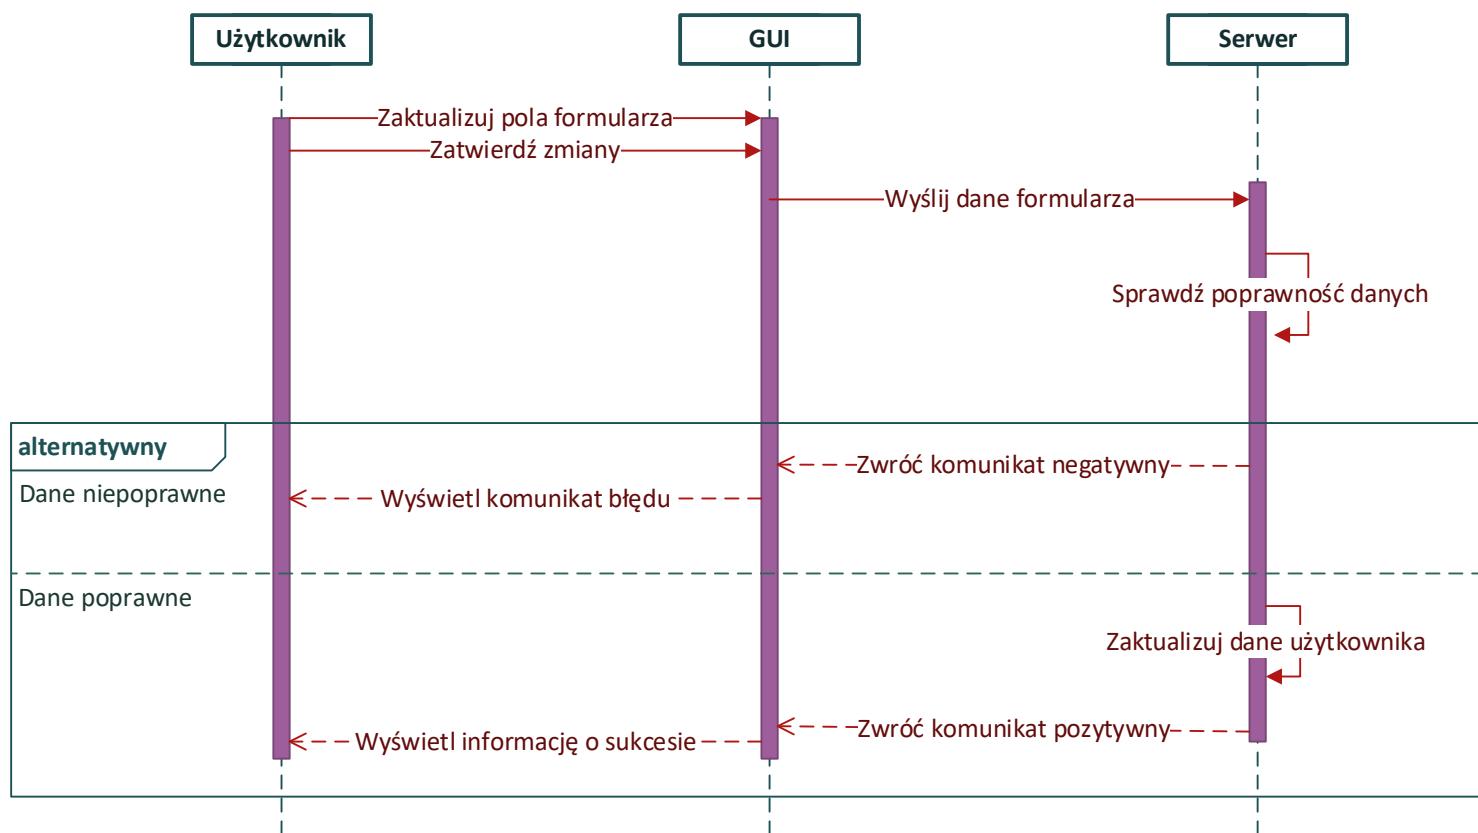 Użytkownik
GUI
Serwer
Zaktualizuj pola formularza
Zatwierdź zmiany
Wyślij dane formularza
Sprawdź poprawność danych
alternatywny
Zwróć komunikat negatywny
Dane niepoprawne
Wyświetl komunikat błędu
Dane poprawne
Zaktualizuj dane użytkownika
Zwróć komunikat pozytywny
Wyświetl informację o sukcesie